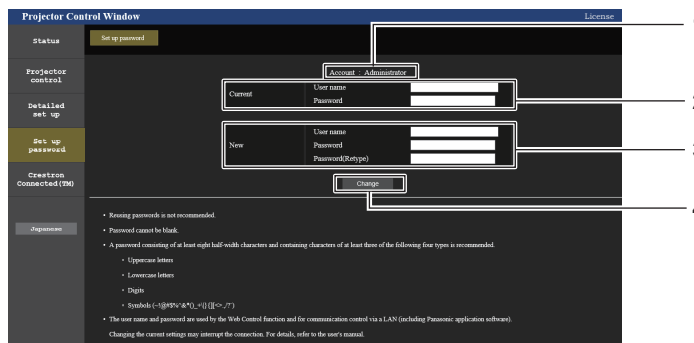 Projector Control Window
License
Status
Set up password
Projector
control
Detailed
set up
Set up
password
Crestron
Connected(TM)
Japanese
Account : Administrator
Current
User name
Password
New
User name
Password
Password(Retype)
Change
• Reusing passwords is not recommended.
• Password cannot be blank.
• A password consisting of at least eight half-width characters and containing characters of at least three of the following four types is recommended.
• Uppercase letters
• Lowercase letters
• Digits
• Symbols
• The user name and password are used by the Web Control function and for communication control via a LAN (including Panasonic application software).
Changing the current settings may interrupt the connection. For details, refer to the user's manual.